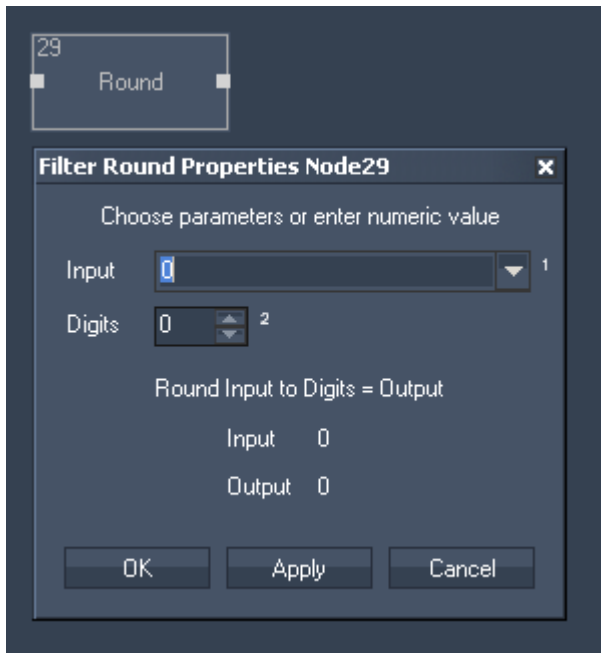 29
Round
Filter Round Properties Node29
Choose parameters or enter numeric value
Input 0 1
Digits 0 2
Round Input to Digits = Output
Input 0
Output 0
OK Apply Cancel